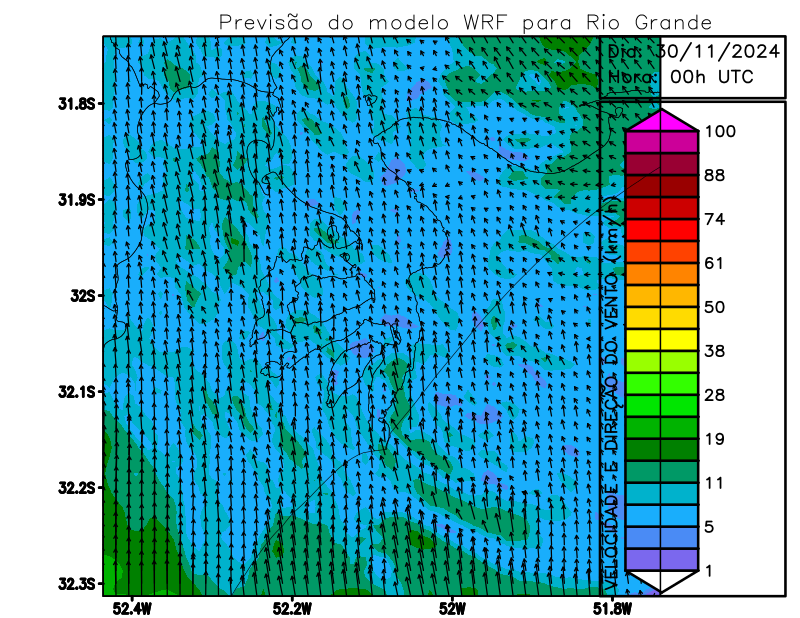 Previsão do modelo WRF para Rio Grande
Dia: 30/11/2024
Hora: 00h UTC
31.8S
31.9S
32S
32.1S
32.2S
32.3S
52.4W
52.2W
52W
51.8W
VELOCIDADE E DIREÇÃO DO VENTO (km/h)
100
88
74
61
50
38
28
19
11
5
1